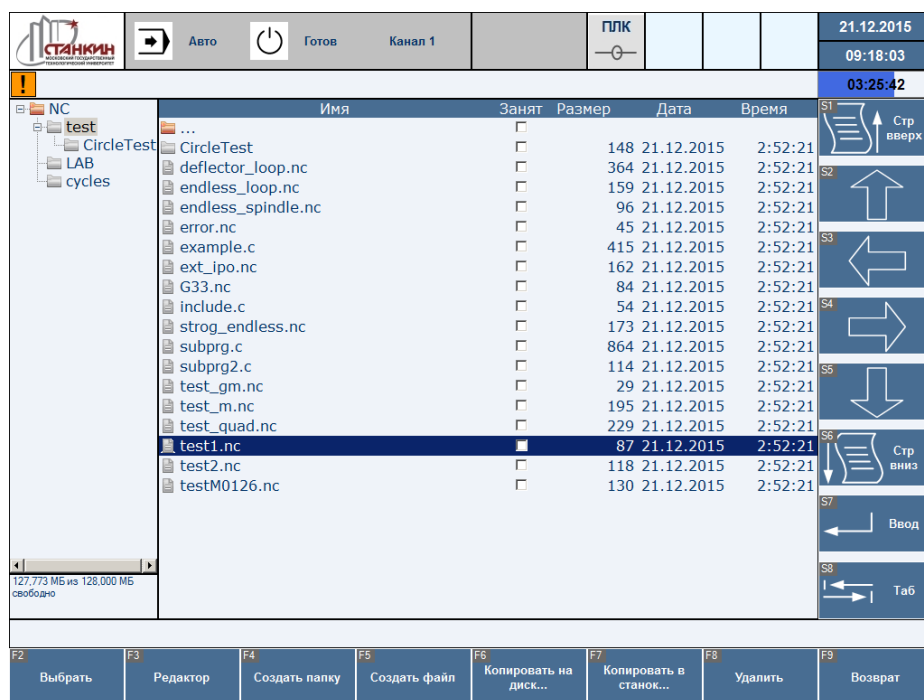 СТАНКИН
МОСКОВСКИЙ ГОСУДАРСТВЕННЫЙ
ТЕХНОЛОГИЧЕСКИЙ УНИВЕРСИТЕТ
Авто
Готов
Канал 1
ПЛК
21.12.2015
09:18:03
!
03:25:42
NC
test
CircleTest
LAB
cycles
Имя Занят Размер Дата Время
...
CircleTest 148 21.12.2015 2:52:21
deflector_loop.nc 364 21.12.2015 2:52:21
endless_loop.nc 159 21.12.2015 2:52:21
endless_spindle.nc 96 21.12.2015 2:52:21
error.nc 45 21.12.2015 2:52:21
example.c 415 21.12.2015 2:52:21
ext_ipo.nc 162 21.12.2015 2:52:21
G33.nc 84 21.12.2015 2:52:21
include.c 54 21.12.2015 2:52:21
strog_endless.nc 173 21.12.2015 2:52:21
subprg.c 864 21.12.2015 2:52:21
subprg2.c 114 21.12.2015 2:52:21
test_gm.nc 29 21.12.2015 2:52:21
test_m.nc 195 21.12.2015 2:52:21
test_quad.nc 229 21.12.2015 2:52:21
test1.nc 87 21.12.2015 2:52:21
test2.nc 118 21.12.2015 2:52:21
testM0126.nc 130 21.12.2015 2:52:21
S1
Стр
вверх
S2
S3
S4
S5
S6
Стр
вниз
S7
Ввод
S8
Таб
127,773 МБ из 128,000 МБ
свободно
F2
Выбрать
F3
Редактор
F4
Создать папку
F5
Создать файл
F6
Копировать на
диск...
F7
Копировать в
станок...
F8
Удалить
F9
Возврат